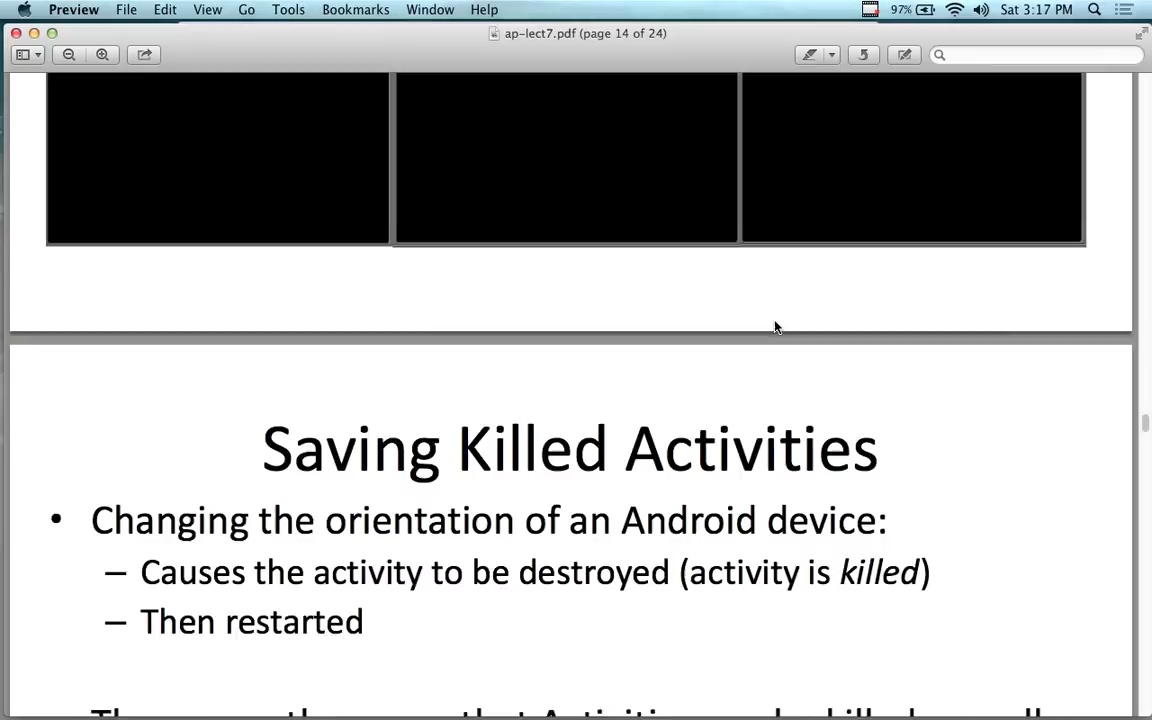 Preview File Edit View Go Tools Bookmarks Window Help 97% Sat 3:17 PM
ap-lect7.pdf (page 14 of 24)
Saving Killed Activities
• Changing the orientation of an Android device:
– Causes the activity to be destroyed (activity is killed)
– Then restarted